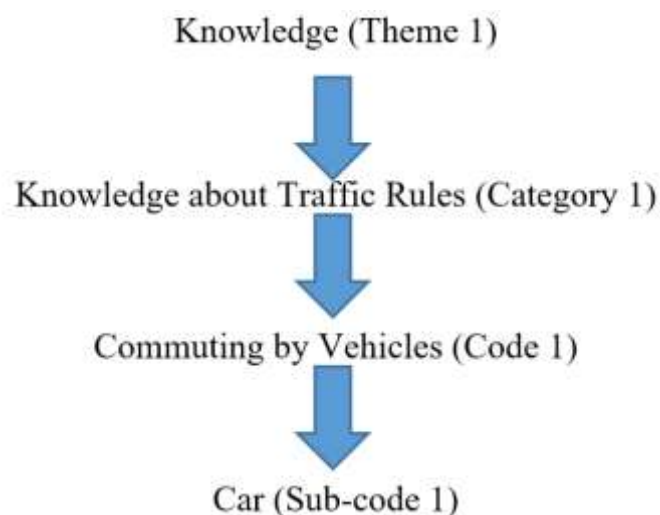 Knowledge (Theme 1)
Knowledge about Traffic Rules (Category 1)
Commuting by Vehicles (Code 1)
Car (Sub-code 1)